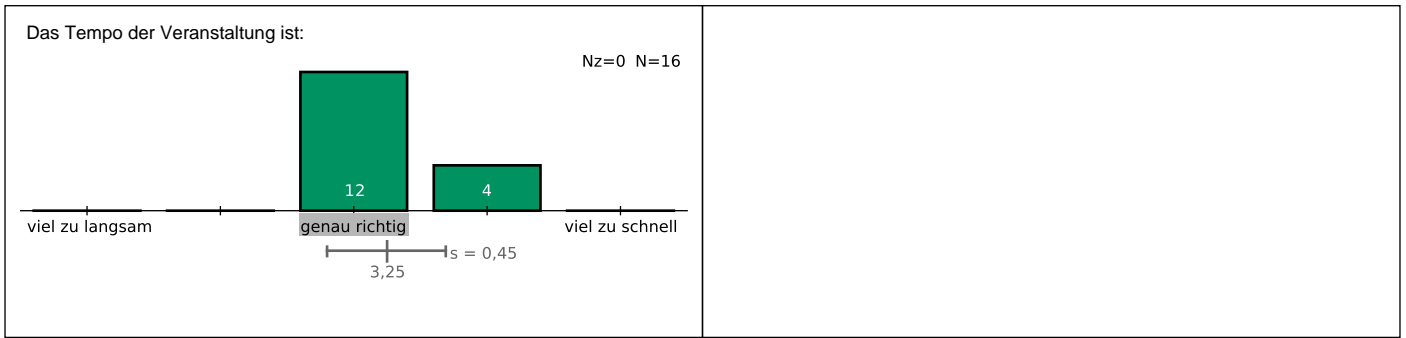 Das Tempo der Veranstaltung ist:
Nz=0 N=16
12
4
viel zu langsam
genau richtig
viel zu schnell
s = 0,45
3,25